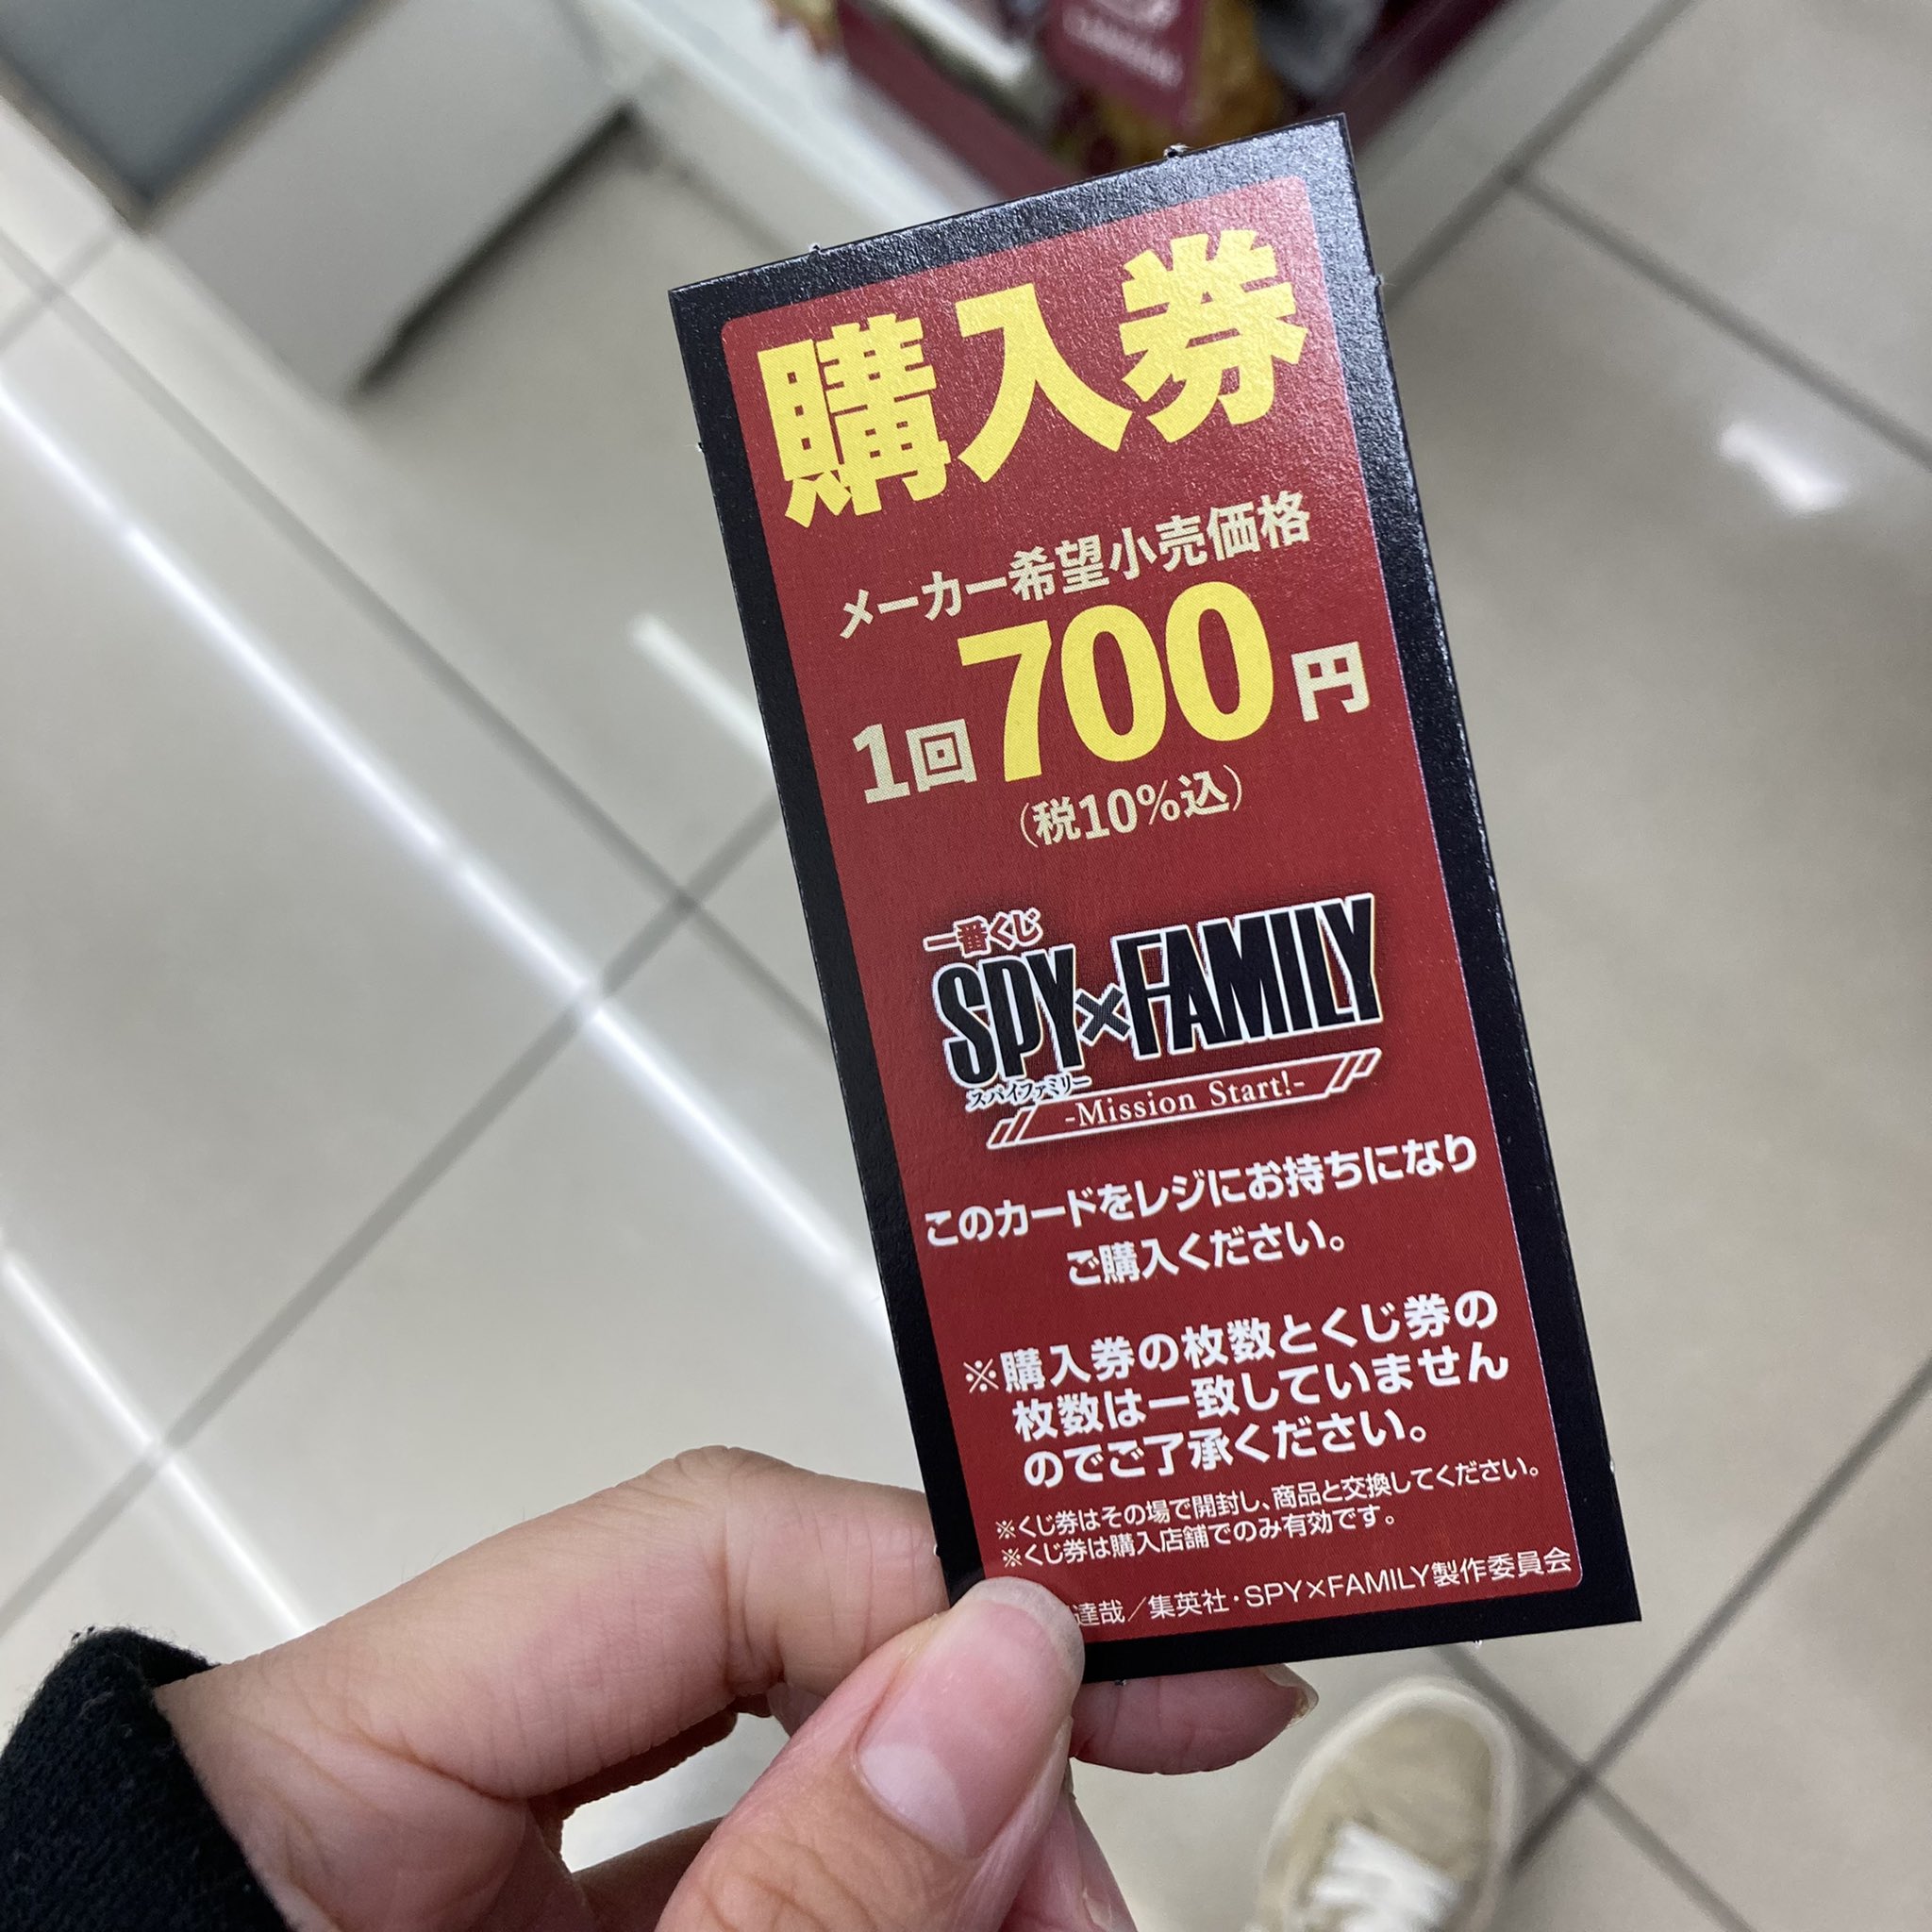 購入券
メーカー希望小売価格
1回700円
(税10%込)
一番くじ
SPY×FAMILY
スパイファミリー
-Mission Start!-
このカードをレジにお持ちになり
ご購入ください。
※購入券の枚数とくじ券の
枚数は一致していません
のでご了承ください。
※くじ券はその場で開封し、商品と交換してください。
※くじ券は購入店舗でのみ有効です。
達哉／集英社・SPY×FAMILY製作委員会